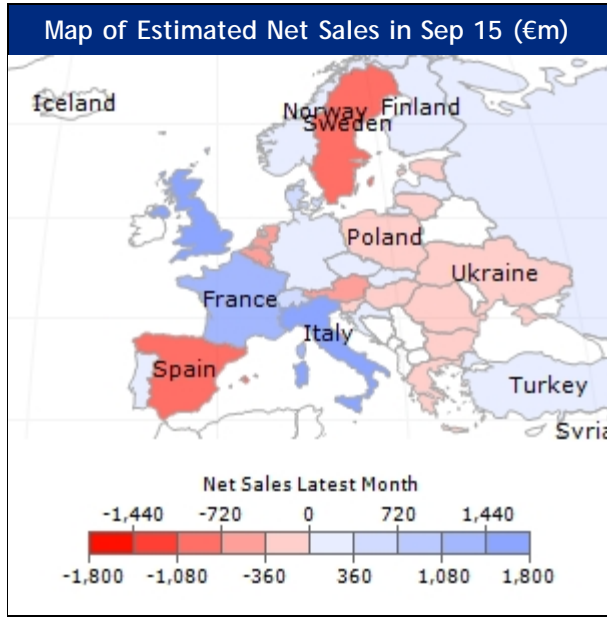 Map of Estimated Net Sales in Sep 15 (€m)
Iceland
Norway
Finland
Sweden
Poland
Ukraine
France
Italy
Spain
Turkey
Syria
Net Sales Latest Month
-1,440 -720 0 720 1,440
-1,800 -1,080 -360 360 1,080 1,800